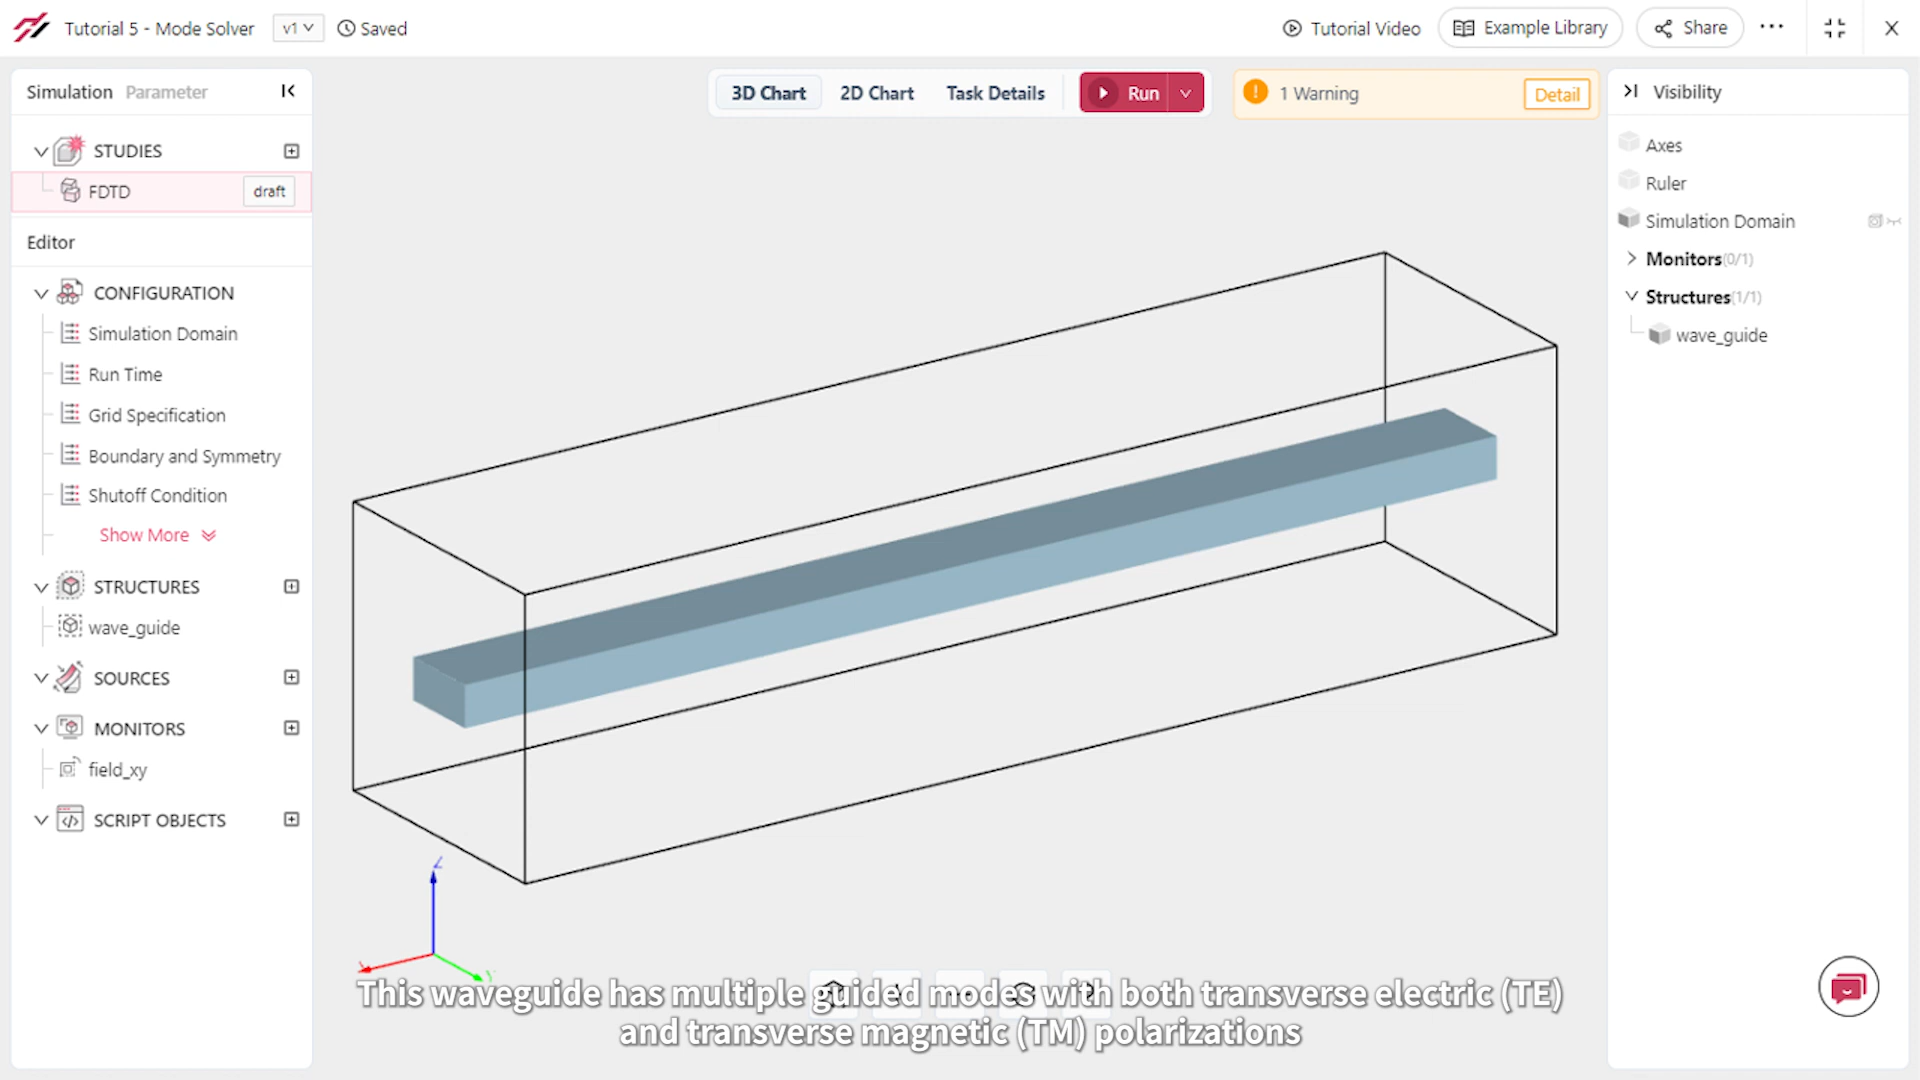 Tutorial 5 - Mode Solver
v1
Saved
Tutorial Video
Example Library
Share
Simulation Parameter
3D Chart
2D Chart
Task Details
Run
1 Warning
Detail
Visibility
STUDIES
FDTD
draft
Editor
CONFIGURATION
Simulation Domain
Run Time
Grid Specification
Boundary and Symmetry
Shutoff Condition
Show More
STRUCTURES
wave_guide
SOURCES
MONITORS
field_xy
SCRIPT OBJECTS
Axes
Ruler
Simulation Domain
Monitors(0/1)
Structures(1/1)
wave_guide
This waveguide has multiple guided modes with both transverse electric (TE)
and transverse magnetic (TM) polarizations